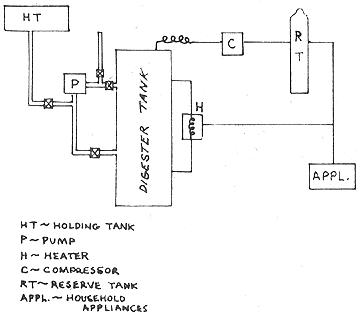 HT
P
DIGESTER TANK
H
C
R
T
APPL.
HT ~ HOLDING TANK
P ~ PUMP
H ~ HEATER
C ~ COMPRESSOR
RT ~ RESERVE TANK
APPL. ~ HOUSEHOLD
APPLIANCES